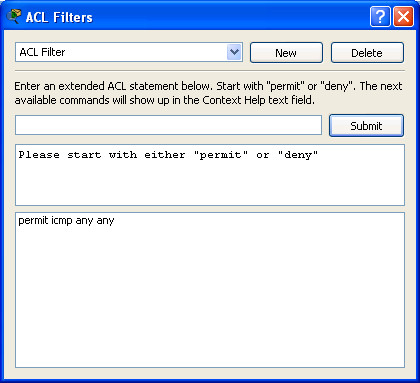 ACL Filters
ACL Filter
New
Delete
Enter an extended ACL statement below. Start with "permit" or "deny". The next
available commands will show up in the Context Help text field.
Submit
Please start with either "permit" or "deny"
permit icmp any any